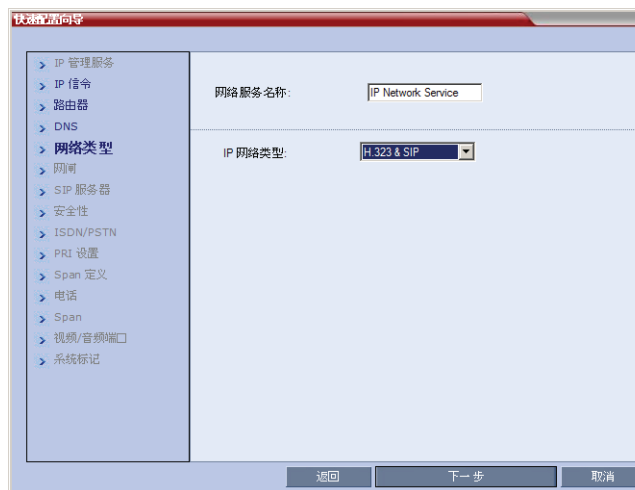 快速配置向导
IP 管理服务
IP 信令
路由器
DNS
网络类型
网闸
SIP 服务器
安全性
ISDN/PSTN
PRI 设置
Span 定义
电话
Span
视频/音频端口
系统标记
网络服务名称:
IP Network Service
IP 网络类型:
H.323 & SIP
返回
下一步
取消